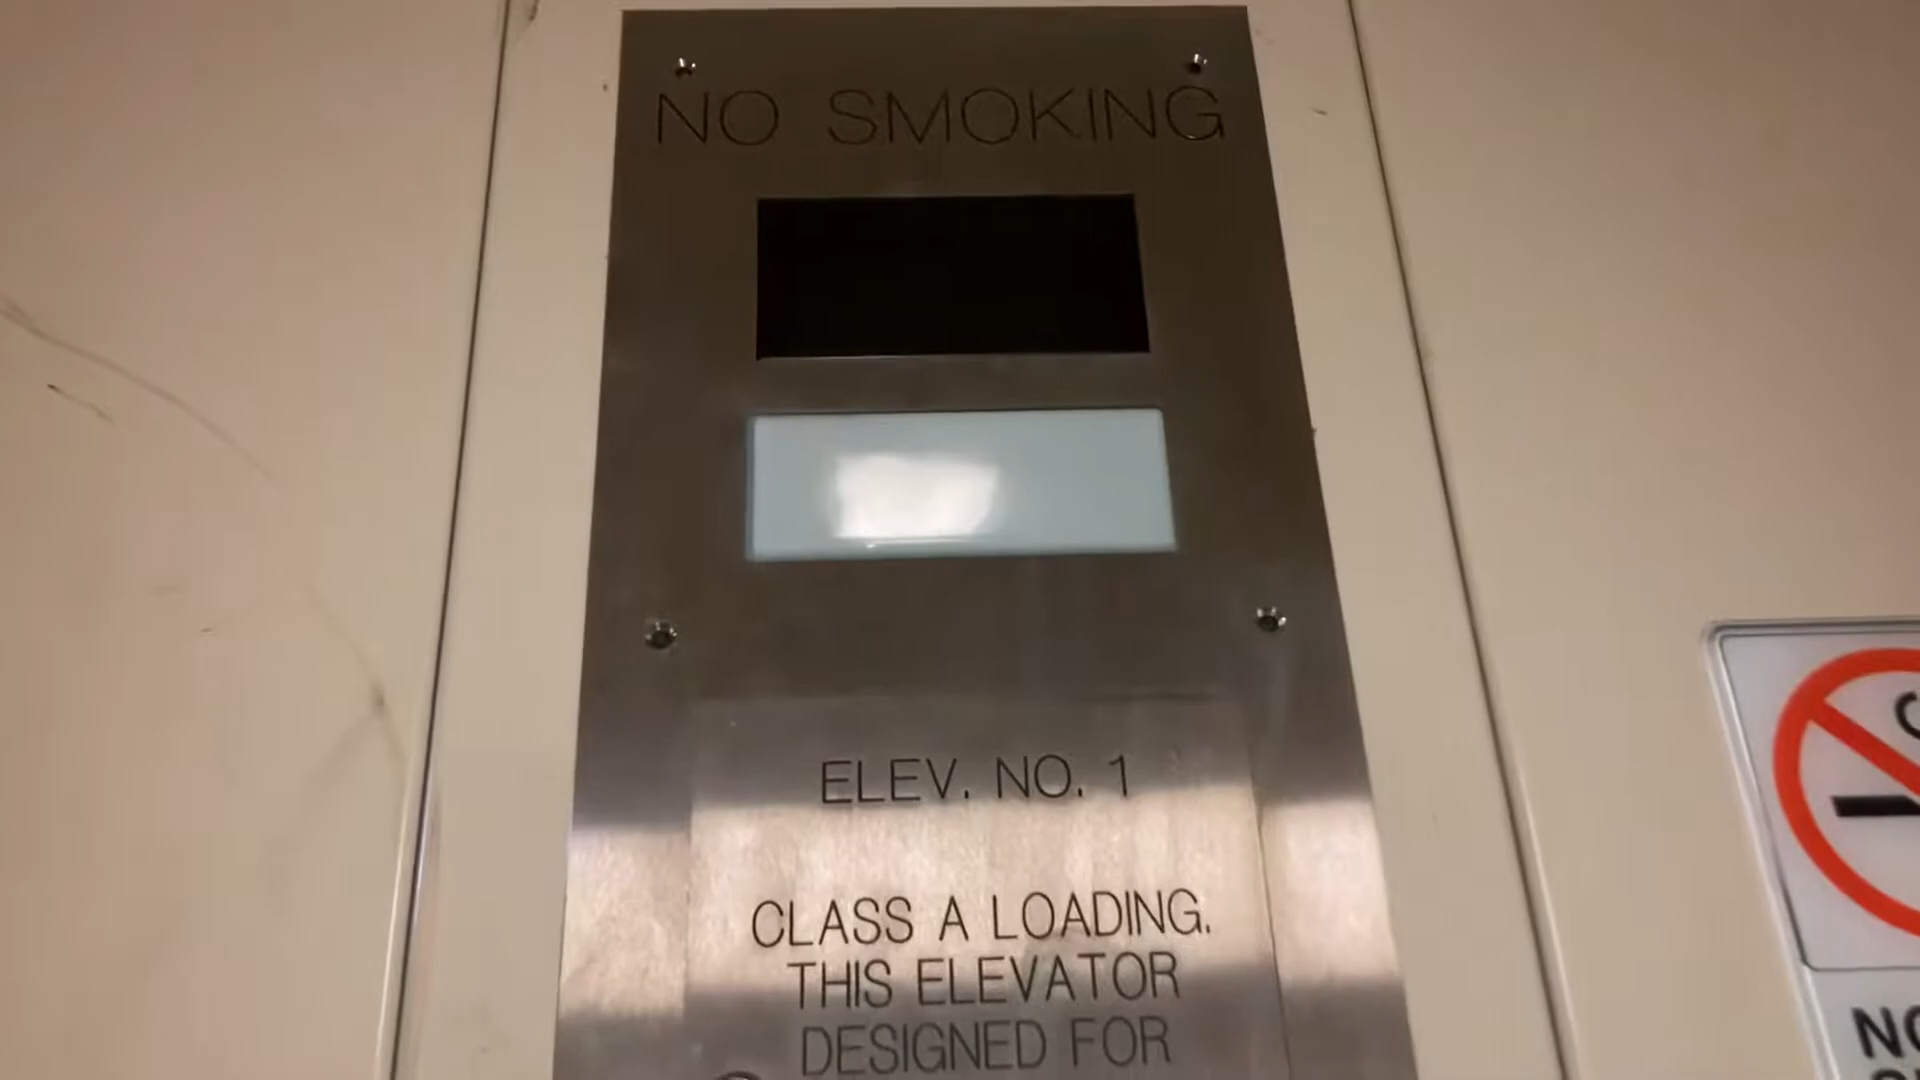 NO SMOKING
ELEV. NO. 1
CLASS A LOADING.
THIS ELEVATOR
DESIGNED FOR